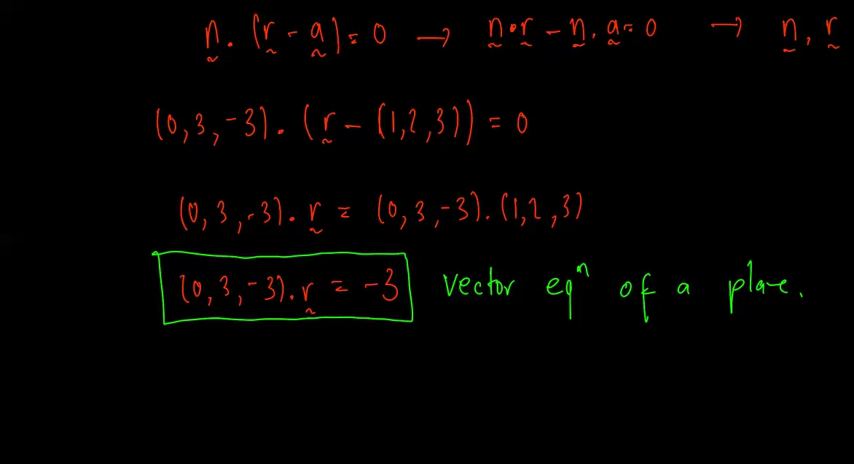 n . (r - a) = 0 → n . r - n . a = 0 → n . r
(0, 3, -3) . (r - (1, 2, 3)) = 0
(0, 3, -3) . r = (0, 3, -3) . (1, 2, 3)
(0, 3, -3) . r = -3 vector eqⁿ of a plane.